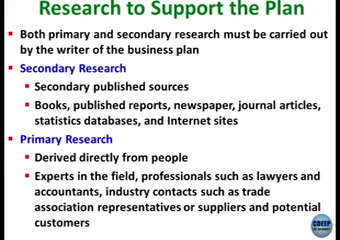 Research to Support the Plan
Both primary and secondary research must be carried out
by the writer of the business plan
Secondary Research
Secondary published sources
Books, published reports, newspaper, journal articles,
statistics databases, and Internet sites
Primary Research
Derived directly from people
Experts in the field, professionals such as lawyers and
accountants, industry contacts such as trade
association representatives or suppliers and potential
customers
CDEEP